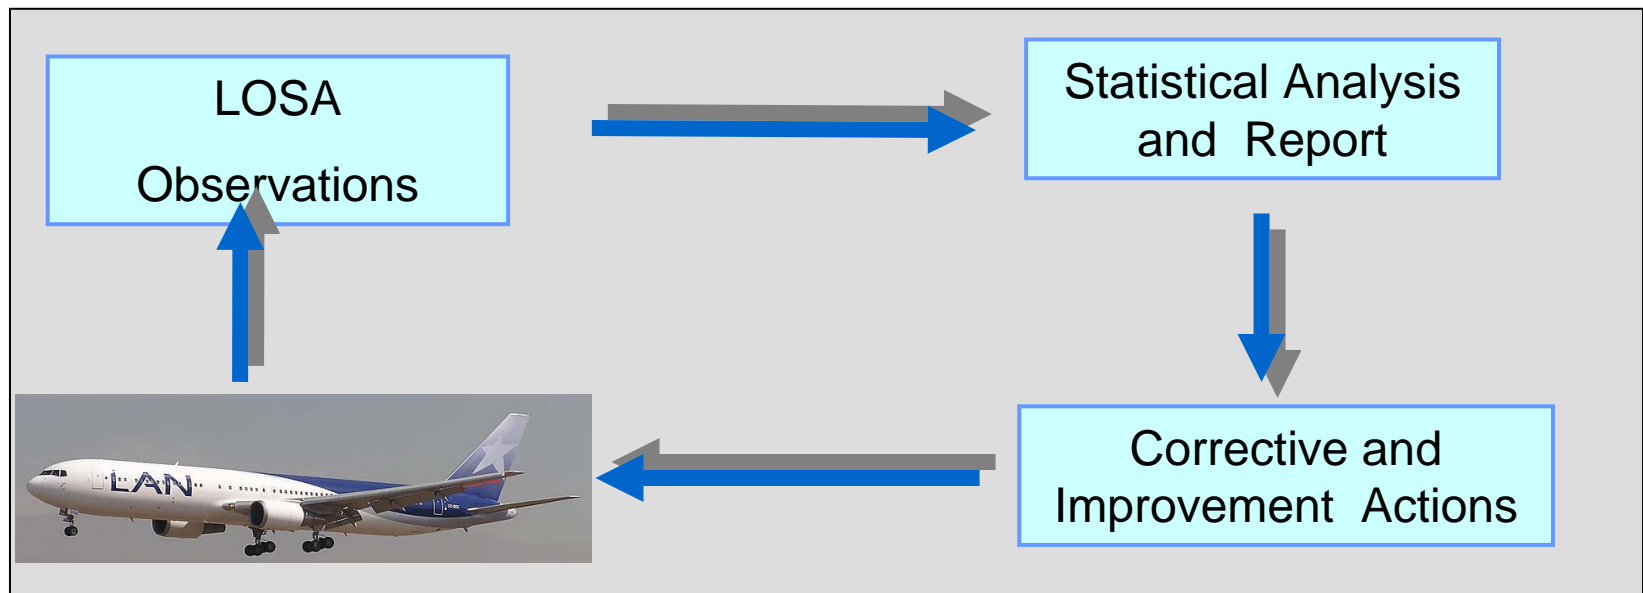 LOSA
Observations
Statistical Analysis
and Report
LAN
Corrective and
Improvement Actions